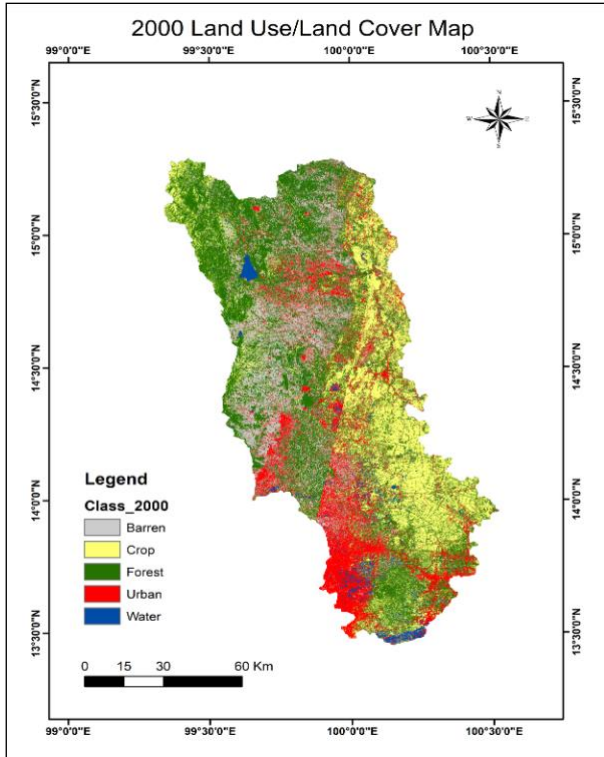 2000 Land Use/Land Cover Map
99°0'0"E 99°30'0"E 100°0'0"E 100°30'0"E
15°30'0"N 15°30'0"N
15°0'0"N 15°0'0"N
14°30'0"N 14°30'0"N
14°0'0"N 14°0'0"N
13°30'0"N 13°30'0"N
Legend
Class_2000
Barren
Crop
Forest
Urban
Water
0 15 30 60 Km
99°0'0"E 99°30'0"E 100°0'0"E 100°30'0"E